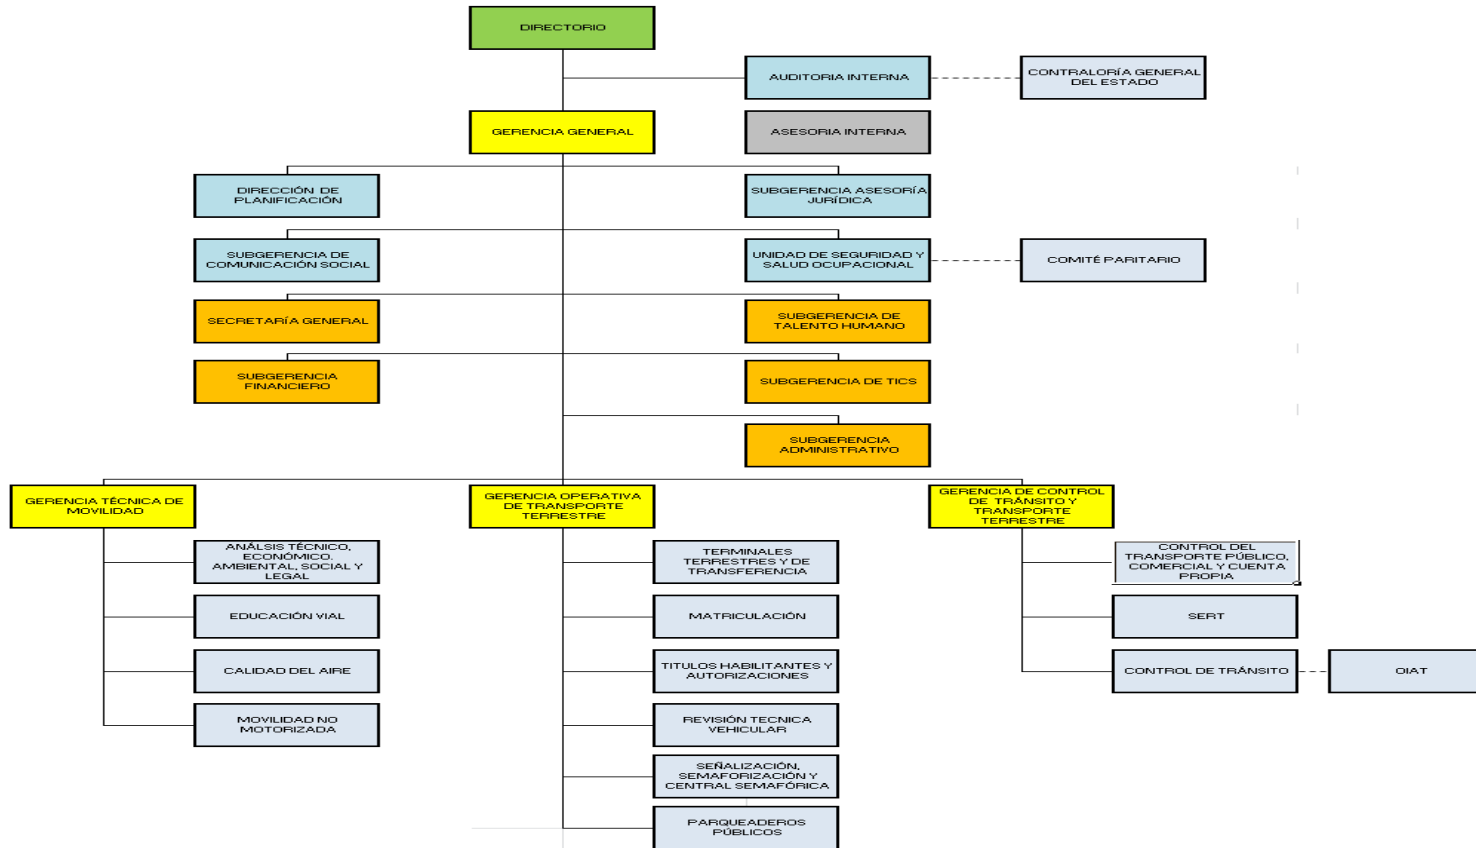 DIRECTORIO
AUDITORIA INTERNA
CONTRALORÍA GENERAL
DEL ESTADO
GERENCIA GENERAL
ASESORIA INTERNA
DIRECCIÓN DE
PLANIFICACIÓN
SUBGERENCIA ASESORÍA
JURÍDICA
SUBGERENCIA DE
COMUNICACIÓN SOCIAL
UNIDAD DE SEGURIDAD Y
SALUD OCUPACIONAL
COMITÉ PARITARIO
SECRETARÍA GENERAL
SUBGERENCIA DE
TALENTO HUMANO
SUBGERENCIA
FINANCIERO
SUBGERENCIA DE TICS
SUBGERENCIA
ADMINISTRATIVO
GERENCIA TÉCNICA DE
MOVILIDAD
GERENCIA OPERATIVA
DE TRANSPORTE
TERRESTRE
GERENCIA DE CONTROL
DE TRÁNSITO Y
TRANSPORTE
TERRESTRE
ANÁLSIS TÉCNICO,
ECONÓMICO,
AMBIENTAL, SOCIAL Y
LEGAL
TERMINALES
TERRESTRES Y DE
TRANSFERENCIA
CONTROL DEL
TRANSPORTE PÚBLICO,
COMERCIAL Y CUENTA
PROPIA
EDUCACIÓN VIAL
MATRICULACIÓN
SERT
CALIDAD DEL AIRE
TITULOS HABILITANTES Y
AUTORIZACIONES
CONTROL DE TRÁNSITO
OIAT
MOVILIDAD NO
MOTORIZADA
REVISIÓN TECNICA
VEHICULAR
SEÑALIZACIÓN,
SEMAFORIZACIÓN Y
CENTRAL SEMAFÓRICA
PARQUEADEROS
PÚBLICOS